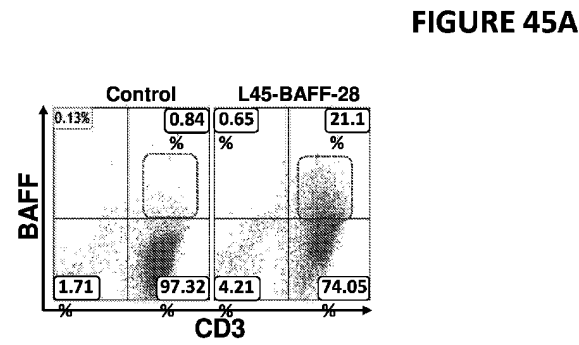 FIGURE 45A
Control L45-BAFF-28
0.13% 0.84 % 0.65 % 21.1 %
BAFF
1.71 % 97.32 % 4.21 % 74.05 %
CD3